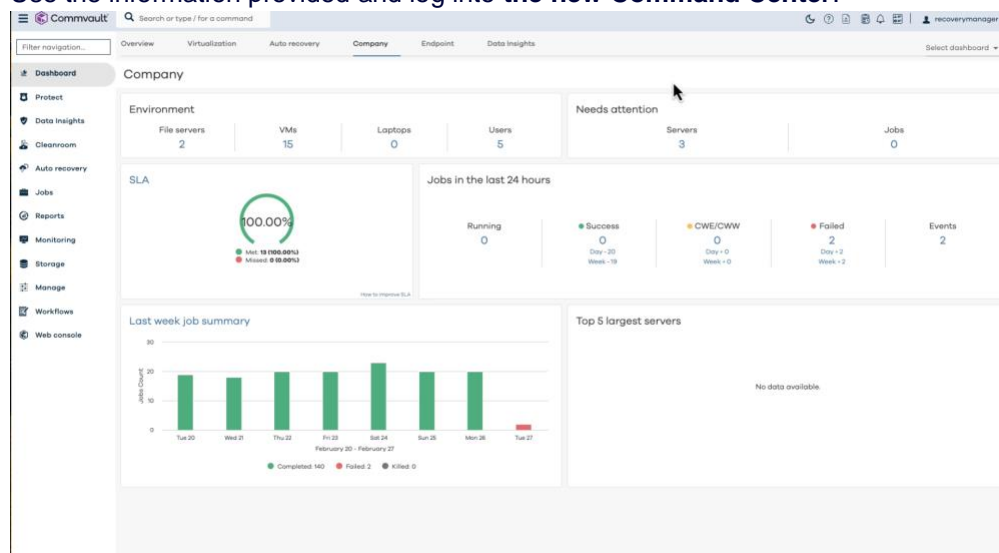 Use the information provided and log into the new Command Center!
Commvault
Search or type / for a command
recoverymanager
Filter navigation...
Overview Virtualization Auto recovery Company Endpoint Data insights
Select dashboard
Dashboard
Protect
Data Insights
Cleanroom
Auto recovery
Jobs
Reports
Monitoring
Storage
Manage
Workflows
Web console
Company
Environment
File servers VMs Laptops Users
2 15 0 5
Needs attention
Servers Jobs
3 0
SLA
100.00%
Met: 15 (100.00%)
Missed: 0 (0.00%)
How to improve SLA
Jobs in the last 24 hours
Running Success CWE/CWW Failed Events
0 0 0 2 2
Day - 20 Day + 0 Day + 2
Week - 19 Week + 0 Week + 2
Last week job summary
Jobs Count
30
20
10
0
Tue 20 Wed 21 Thu 22 Fri 23 Sat 24 Sun 25 Mon 26 Tue 27
February 20 - February 27
Completed: 140 Failed: 2 Killed: 0
Top 5 largest servers
No data available.